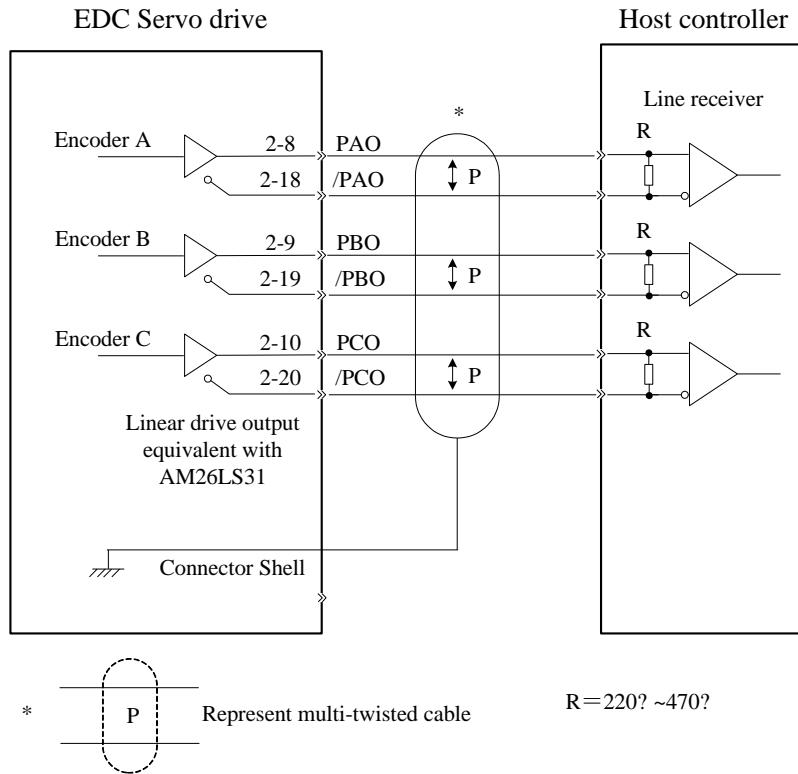 EDC Servo drive
Host controller
*
Line receiver
Encoder A
2-8
PAO
R
2-18
/PAO
P
Encoder B
2-9
PBO
R
2-19
/PBO
P
Encoder C
2-10
PCO
R
2-20
/PCO
P
Linear drive output
equivalent with
AM26LS31
Connector Shell
*
P
Represent multi-twisted cable
R=220? ~470?